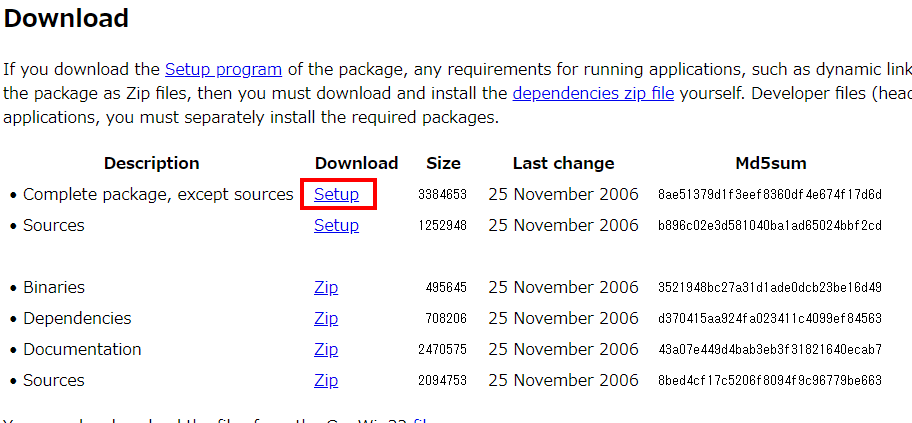 Download
If you download the Setup program of the package, any requirements for running applications, such as dynamic link
the package as Zip files, then you must download and install the dependencies zip file yourself. Developer files (head
applications, you must separately install the required packages.
Description Download Size Last change Md5sum
• Complete package, except sources Setup 3384653 25 November 2006 8ae51379d1f3eef8360df4e674f17d6d
• Sources Setup 1252948 25 November 2006 b896c02e3d581040ba1ad65024bbf2cd
• Binaries Zip 495645 25 November 2006 3521948bc27a31d1ade0dcb23be16d49
• Dependencies Zip 708206 25 November 2006 d370415aa924fa023411c4099ef84563
• Documentation Zip 2470575 25 November 2006 43a07e449d4bab3eb3f31821640ecab7
• Sources Zip 2094753 25 November 2006 8bed4cf17c5206f8094f9c96779be663